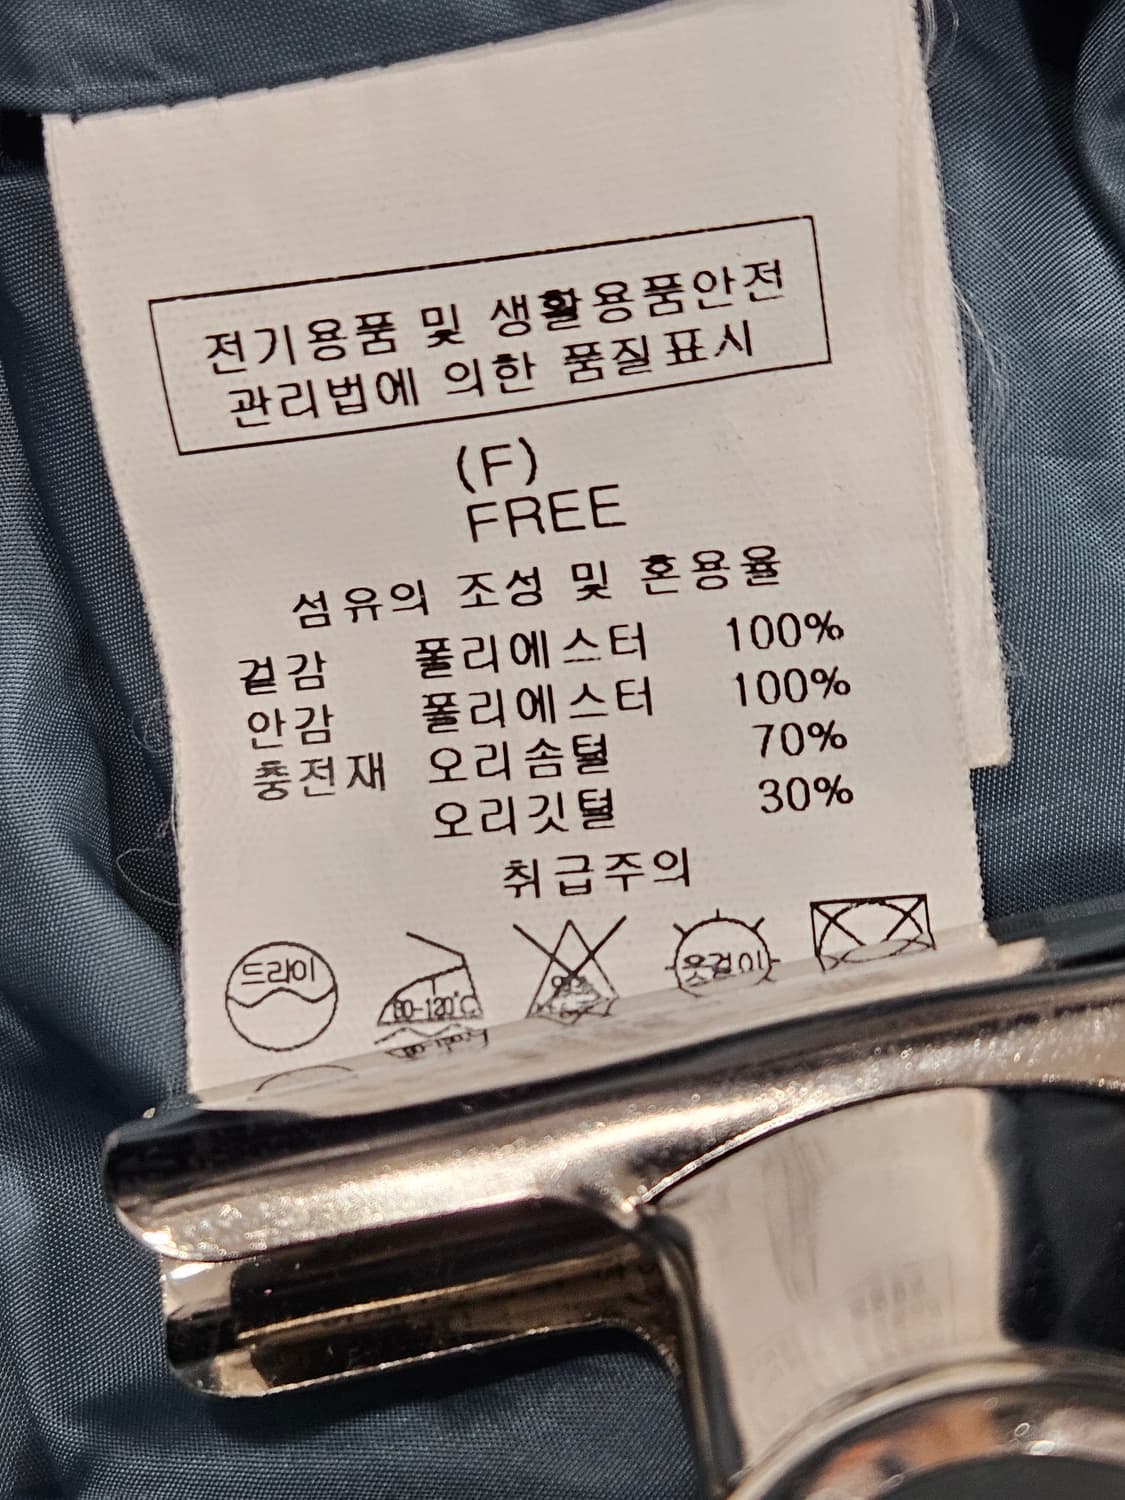 전기용품 및 생활용품안전
관리법에 의한 품질표시
(F)
FREE
섬유의 조성 및 혼용율
겉감 폴리에스터 100%
안감 폴리에스터 100%
충전재 오리솜털 70%
오리깃털 30%
취급주의
드라이 80-120℃ 옷걸이